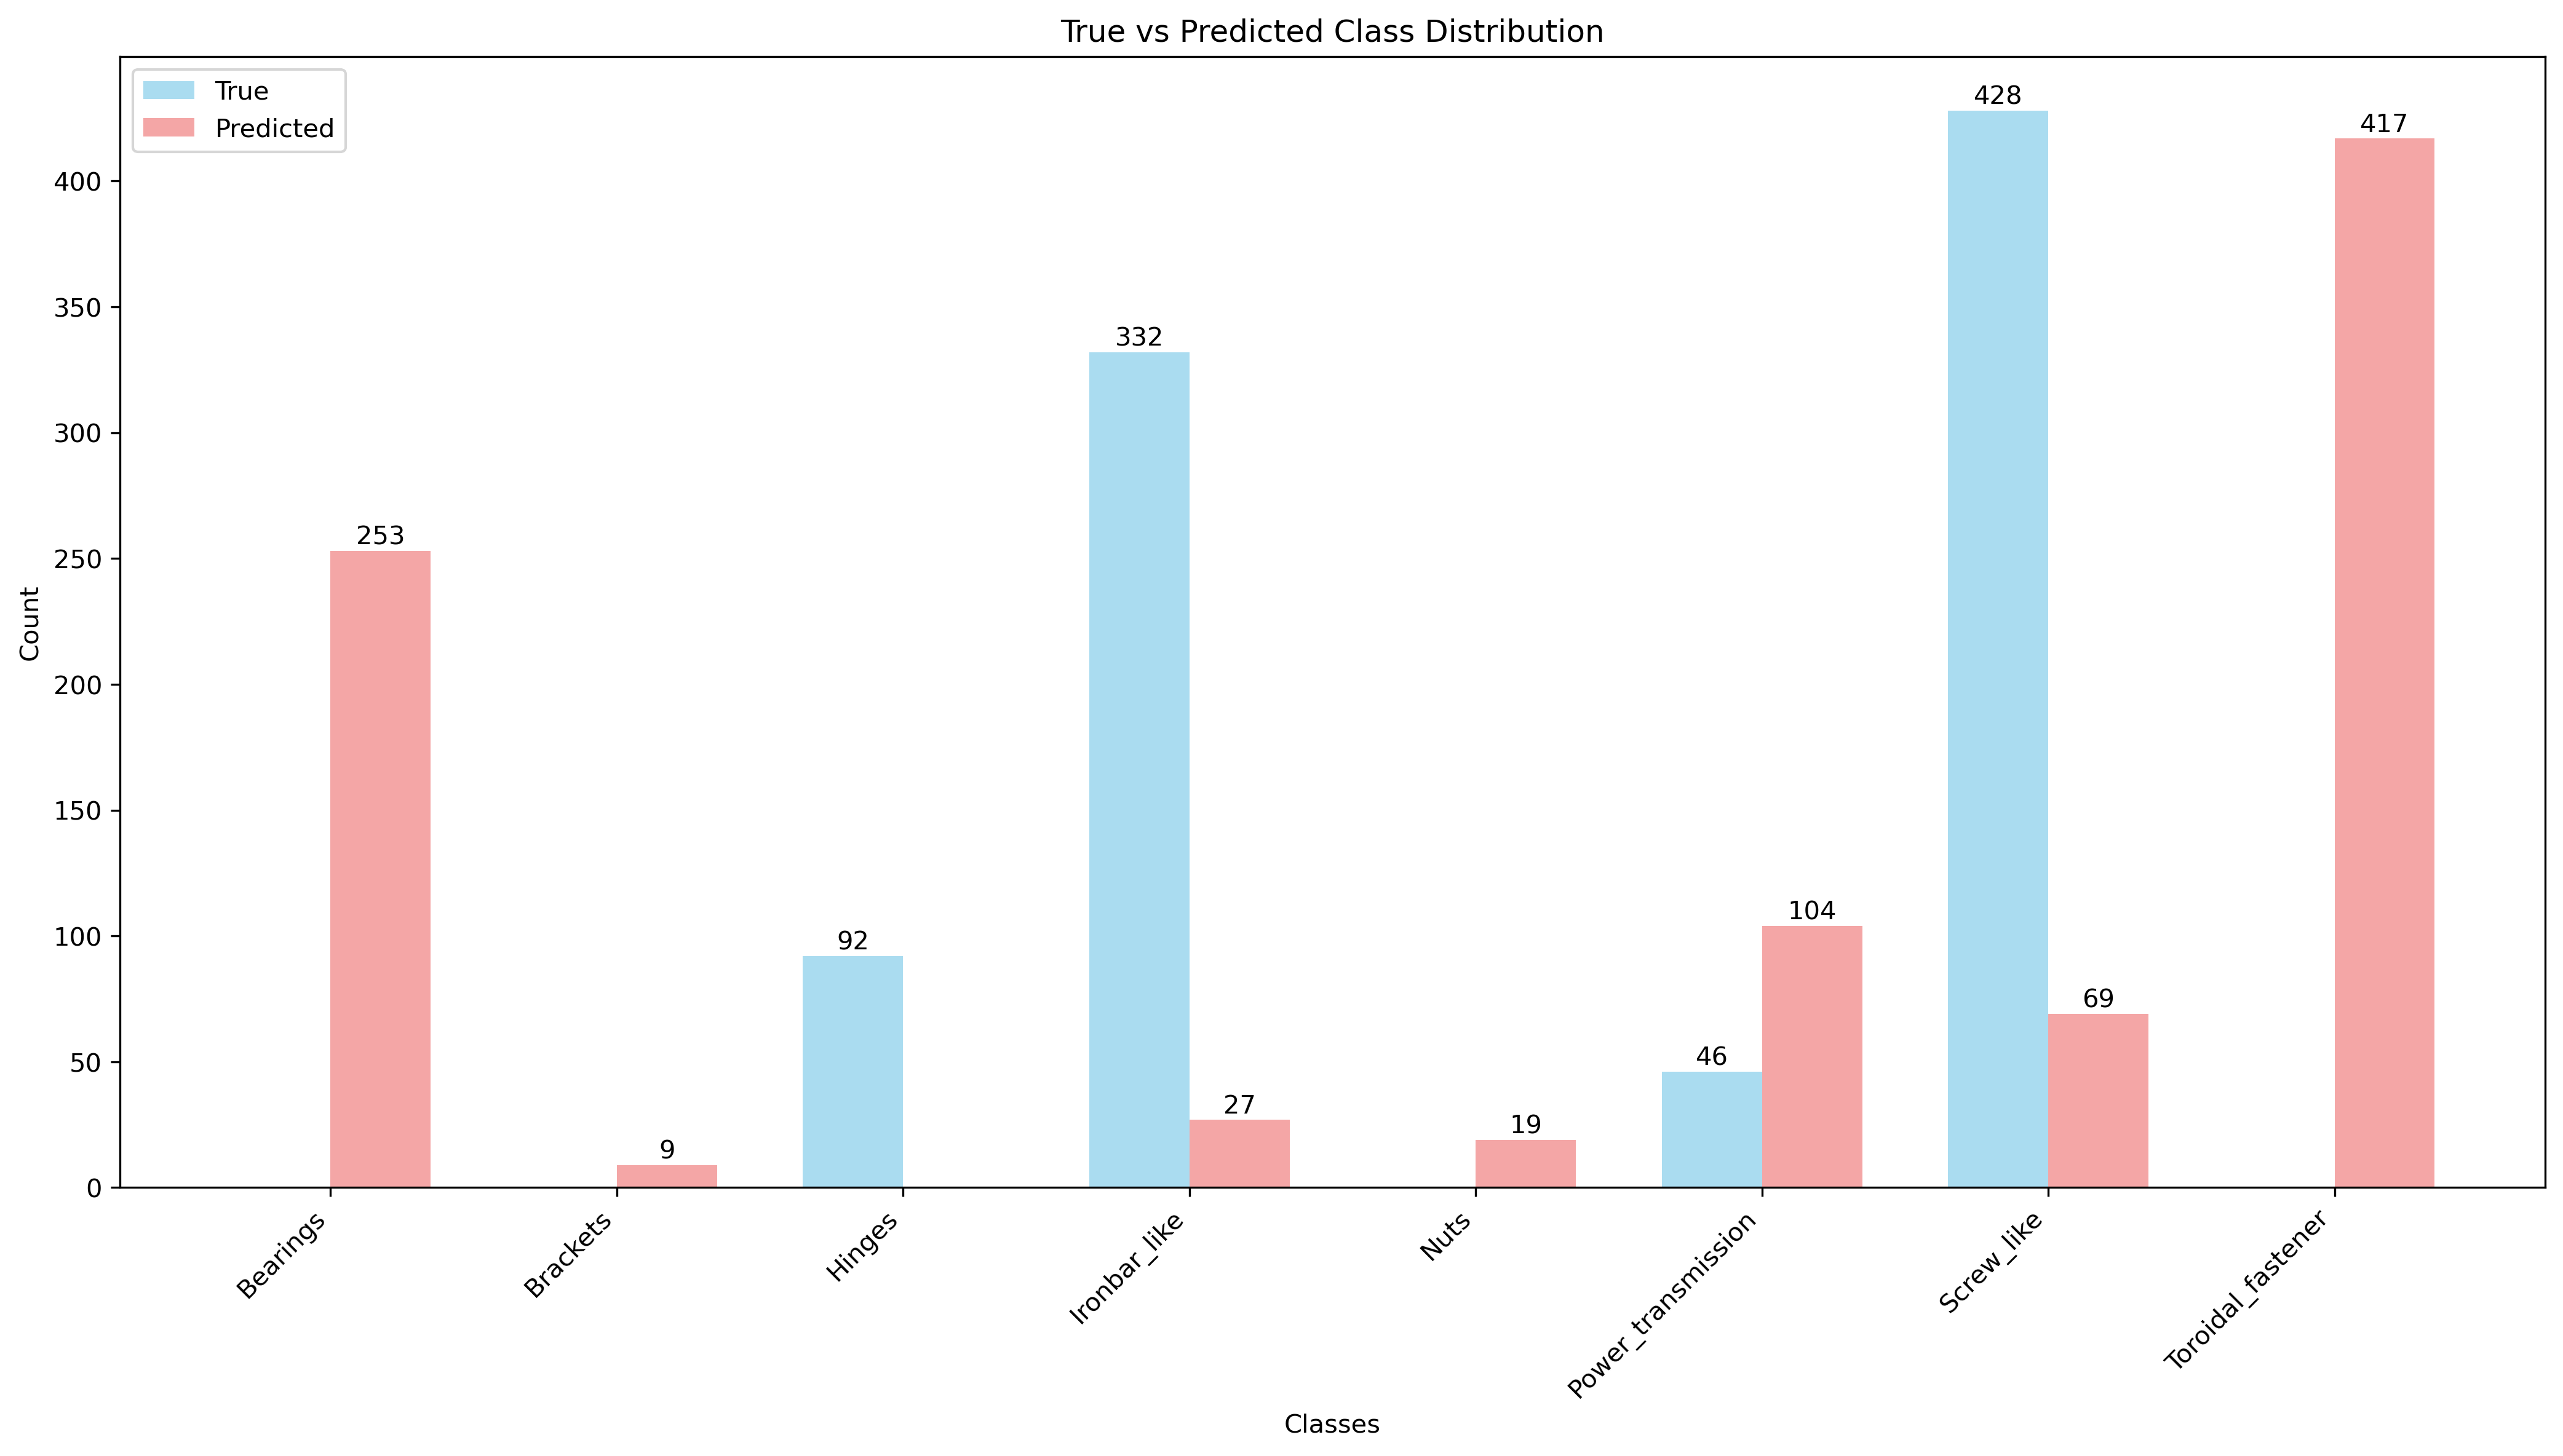 True vs Predicted Class Distribution
True
Predicted
Count
400
350
300
250
200
150
100
50
0
253
9
92
332
27
19
46
104
428
69
417
Bearings
Brackets
Hinges
Ironbar_like
Nuts
Power_transmission
Screw_like
Toroidal_fastener
Classes